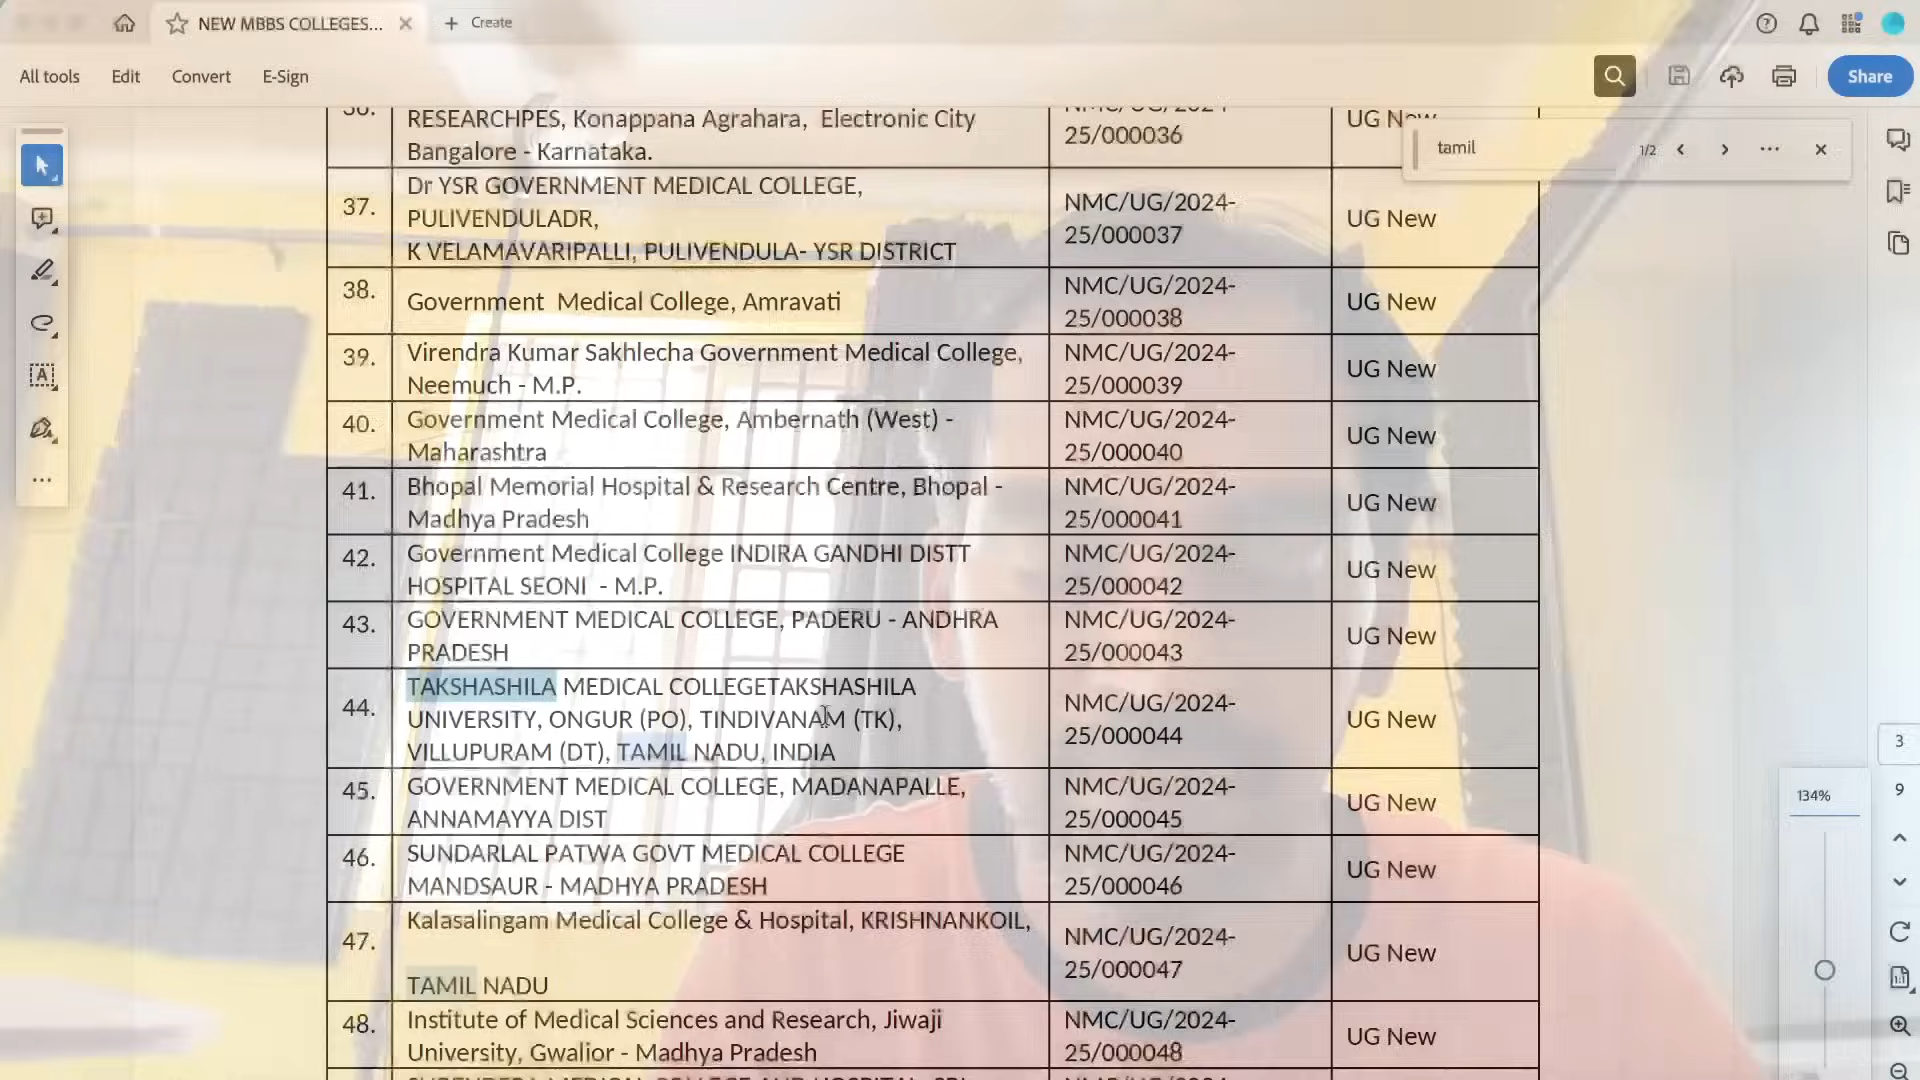 NEW MBBS COLLEGES...
Create
All tools
Edit
Convert
E-Sign
Share
tamil
1/2
36.
RESEARCHPES, Konappana Agrahara, Electronic City
Bangalore - Karnataka.
NMC/UG/2024-
25/000036
UG New
37.
Dr YSR GOVERNMENT MEDICAL COLLEGE,
PULIVENDULADR,
K VELAMAVARIPALLI, PULIVENDULA- YSR DISTRICT
NMC/UG/2024-
25/000037
UG New
38.
Government Medical College, Amravati
NMC/UG/2024-
25/000038
UG New
39.
Virendra Kumar Sakhlecha Government Medical College,
Neemuch - M.P.
NMC/UG/2024-
25/000039
UG New
40.
Government Medical College, Ambernath (West) -
Maharashtra
NMC/UG/2024-
25/000040
UG New
41.
Bhopal Memorial Hospital & Research Centre, Bhopal -
Madhya Pradesh
NMC/UG/2024-
25/000041
UG New
42.
Government Medical College INDIRA GANDHI DISTT
HOSPITAL SEONI - M.P.
NMC/UG/2024-
25/000042
UG New
43.
GOVERNMENT MEDICAL COLLEGE, PADERU - ANDHRA
PRADESH
NMC/UG/2024-
25/000043
UG New
44.
TAKSHASHILA MEDICAL COLLEGETAKSHASHILA
UNIVERSITY, ONGUR (PO), TINDIVANAM (TK),
VILLUPURAM (DT), TAMIL NADU, INDIA
NMC/UG/2024-
25/000044
UG New
45.
GOVERNMENT MEDICAL COLLEGE, MADANAPALLE,
ANNAMAYYA DIST
NMC/UG/2024-
25/000045
UG New
46.
SUNDARLAL PATWA GOVT MEDICAL COLLEGE
MANDSAUR - MADHYA PRADESH
NMC/UG/2024-
25/000046
UG New
47.
Kalasalingam Medical College & Hospital, KRISHNANKOIL,
TAMIL NADU
NMC/UG/2024-
25/000047
UG New
48.
Institute of Medical Sciences and Research, Jiwaji
University, Gwalior - Madhya Pradesh
NMC/UG/2024-
25/000048
UG New
3
9
134%